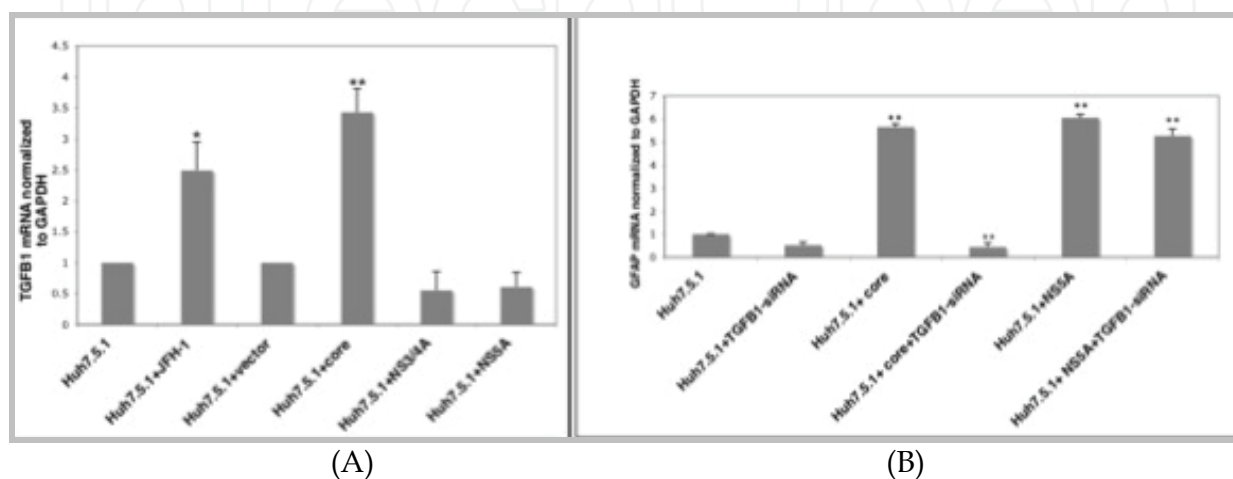 TGFB1 mRNA normalized
to GAPDH
4.5
4
3.5
3
2.5
2
1.5
1
0.5
0
*
**
Huh7.5.1
Huh7.5.1+JFH-1
Huh7.5.1+vector
Huh7.5.1+core
Huh7.5.1+NS3/4A
Huh7.5.1+NS5A
(A)
GFAP mRNA normalized to GAPDH
7
6
5
4
3
2
1
0
**
**
**
**
Huh7.5.1
Huh7.5.1+TGFB1-siRNA
Huh7.5.1+ core
Huh7.5.1+ core+TGFB1-siRNA
Huh7.5.1+NS5A
Huh7.5.1+ NS5A+TGFB1-siRNA
(B)